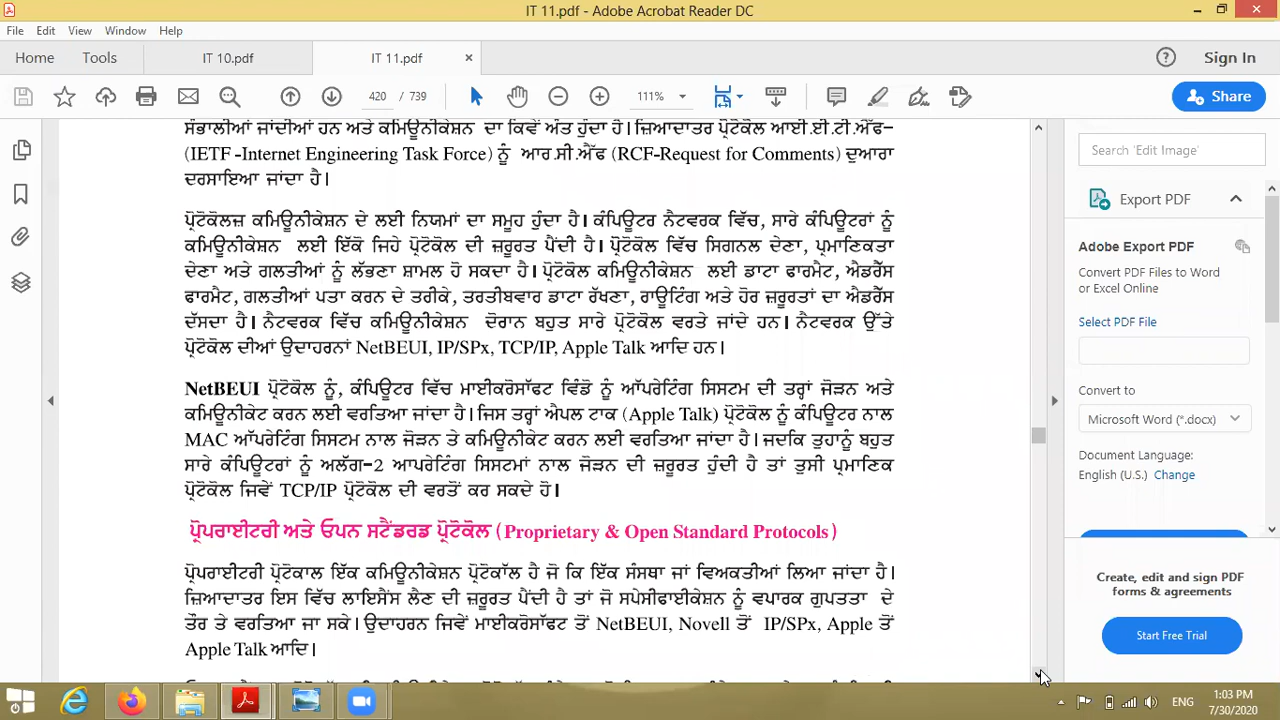 IT 11.pdf - Adobe Acrobat Reader DC
File Edit View Window Help
Home Tools IT 10.pdf IT 11.pdf × Sign In
420 / 739 111% Share
ਸੰਭਾਲੀਆਂ ਜਾਂਦੀਆਂ ਹਨ ਅਤੇ ਕਮਿਊਨੀਕੇਸ਼ਨ ਦਾ ਕਿਵੇਂ ਅੰਤ ਹੁੰਦਾ ਹੈ। ਜ਼ਿਆਦਾਤਰ ਪ੍ਰੋਟੋਕੋਲ ਆਈ.ਈ.ਟੀ.ਐੱਫ–
(IETF -Internet Engineering Task Force) ਨੂੰ ਆਰ.ਸੀ.ਐੱਫ (RCF-Request for Comments) ਦੁਆਰਾ
ਦਰਸਾਇਆ ਜਾਂਦਾ ਹੈ।
ਪ੍ਰੋਟੋਕੋਲਜ਼ ਕਮਿਊਨੀਕੇਸ਼ਨ ਦੇ ਲਈ ਨਿਯਮਾਂ ਦਾ ਸਮੂਹ ਹੁੰਦਾ ਹੈ। ਕੰਪਿਊਟਰ ਨੈਟਵਰਕ ਵਿੱਚ, ਸਾਰੇ ਕੰਪਿਊਟਰਾਂ ਨੂੰ
ਕਮਿਊਨੀਕੇਸ਼ਨ ਲਈ ਇੱਕੋ ਜਿਹੇ ਪ੍ਰੋਟੋਕੋਲ ਦੀ ਜ਼ਰੂਰਤ ਪੈਂਦੀ ਹੈ। ਪ੍ਰੋਟੋਕੋਲ ਵਿੱਚ ਸਿਗਨਲ ਦੇਣਾ, ਪ੍ਰਮਾਣਿਕਤਾ
ਦੇਣਾ ਅਤੇ ਗਲਤੀਆਂ ਨੂੰ ਲੱਭਣਾ ਸ਼ਾਮਲ ਹੋ ਸਕਦਾ ਹੈ। ਪ੍ਰੋਟੋਕੋਲ ਕਮਿਊਨੀਕੇਸ਼ਨ ਲਈ ਡਾਟਾ ਫਾਰਮੈਟ, ਐਡਰੈੱਸ
ਫਾਰਮੈਟ, ਗਲਤੀਆਂ ਪਤਾ ਕਰਨ ਦੇ ਤਰੀਕੇ, ਤਰਤੀਬਵਾਰ ਡਾਟਾ ਰੱਖਣਾ, ਰਾਊਟਿੰਗ ਅਤੇ ਹੋਰ ਜ਼ਰੂਰਤਾਂ ਦਾ ਐਡਰੈੱਸ
ਦੱਸਦਾ ਹੈ। ਨੈਟਵਰਕ ਵਿੱਚ ਕਮਿਊਨੀਕੇਸ਼ਨ ਦੋਰਾਨ ਬਹੁਤ ਸਾਰੇ ਪ੍ਰੋਟੋਕੋਲ ਵਰਤੇ ਜਾਂਦੇ ਹਨ। ਨੈਟਵਰਕ ਉੱਤੇ
ਪ੍ਰੋਟੋਕੋਲ ਦੀਆਂ ਉਦਾਹਰਨਾਂ NetBEUI, IP/SPx, TCP/IP, Apple Talk ਆਦਿ ਹਨ।
NetBEUI ਪ੍ਰੋਟੋਕੋਲ ਨੂੰ, ਕੰਪਿਊਟਰ ਵਿੱਚ ਮਾਈਕਰੋਸਾੱਫਟ ਵਿੰਡੋ ਨੂੰ ਆੱਪਰੇਟਿੰਗ ਸਿਸਟਮ ਦੀ ਤਰ੍ਹਾਂ ਜੋੜਨ ਅਤੇ
ਕਮਿਊਨੀਕੇਟ ਕਰਨ ਲਈ ਵਰਤਿਆ ਜਾਂਦਾ ਹੈ। ਜਿਸ ਤਰ੍ਹਾਂ ਐਪਲ ਟਾਕ (Apple Talk) ਪ੍ਰੋਟੋਕੋਲ ਨੂੰ ਕੰਪਿਊਟਰ ਨਾਲ
MAC ਆੱਪਰੇਟਿੰਗ ਸਿਸਟਮ ਨਾਲ ਜੋੜਨ ਤੇ ਕਮਿਊਨੀਕੇਟ ਕਰਨ ਲਈ ਵਰਤਿਆ ਜਾਂਦਾ ਹੈ। ਜਦਕਿ ਤੁਹਾਨੂੰ ਬਹੁਤ
ਸਾਰੇ ਕੰਪਿਊਟਰਾਂ ਨੂੰ ਅਲੱਗ-2 ਆਪਰੇਟਿੰਗ ਸਿਸਟਮਾਂ ਨਾਲ ਜੋੜਨ ਦੀ ਜ਼ਰੂਰਤ ਹੁੰਦੀ ਹੈ ਤਾਂ ਤੁਸੀ ਪ੍ਰਮਾਣਿਕ
ਪ੍ਰੋਟੋਕੋਲ ਜਿਵੇਂ TCP/IP ਪ੍ਰੋਟੋਕੋਲ ਦੀ ਵਰਤੋਂ ਕਰ ਸਕਦੇ ਹੋ।
ਪ੍ਰੋਪਰਾਈਟਰੀ ਅਤੇ ਓਪਨ ਸਟੈਂਡਰਡ ਪ੍ਰੋਟੋਕੋਲ (Proprietary & Open Standard Protocols)
ਪ੍ਰੋਪਰਾਈਟਰੀ ਪ੍ਰੋਟੋਕਾਲ ਇੱਕ ਕਮਿਊਨੀਕੇਸ਼ਨ ਪ੍ਰੋਟੋਕਾੱਲ ਹੈ ਜੋ ਕਿ ਇੱਕ ਸੰਸਥਾ ਜਾਂ ਵਿਅਕਤੀਆਂ ਲਿਆ ਜਾਂਦਾ ਹੈ।
ਜ਼ਿਆਦਾਤਰ ਇਸ ਵਿੱਚ ਲਾਇਸੈਂਸ ਲੈਣ ਦੀ ਜ਼ਰੂਰਤ ਪੈਂਦੀ ਹੈ ਤਾਂ ਜੋ ਸਪੇਸੀਫਾਈਕੇਸ਼ਨ ਨੂੰ ਵਪਾਰਕ ਗੁਪਤਤਾ ਦੇ
ਤੌਰ ਤੇ ਵਰਤਿਆ ਜਾ ਸਕੇ। ਉਦਾਹਰਨ ਜਿਵੇਂ ਮਾਈਕਰੋਸਾੱਫਟ ਤੋਂ NetBEUI, Novell ਤੋਂ IP/SPx, Apple ਤੋਂ
Apple Talk ਆਦਿ।
Search 'Edit Image'
Export PDF
Adobe Export PDF
Convert PDF Files to Word
or Excel Online
Select PDF File
Convert to
Microsoft Word (*.docx)
Document Language:
English (U.S.) Change
Create, edit and sign PDF
forms & agreements
Start Free Trial
ENG
1:03 PM
7/30/2020